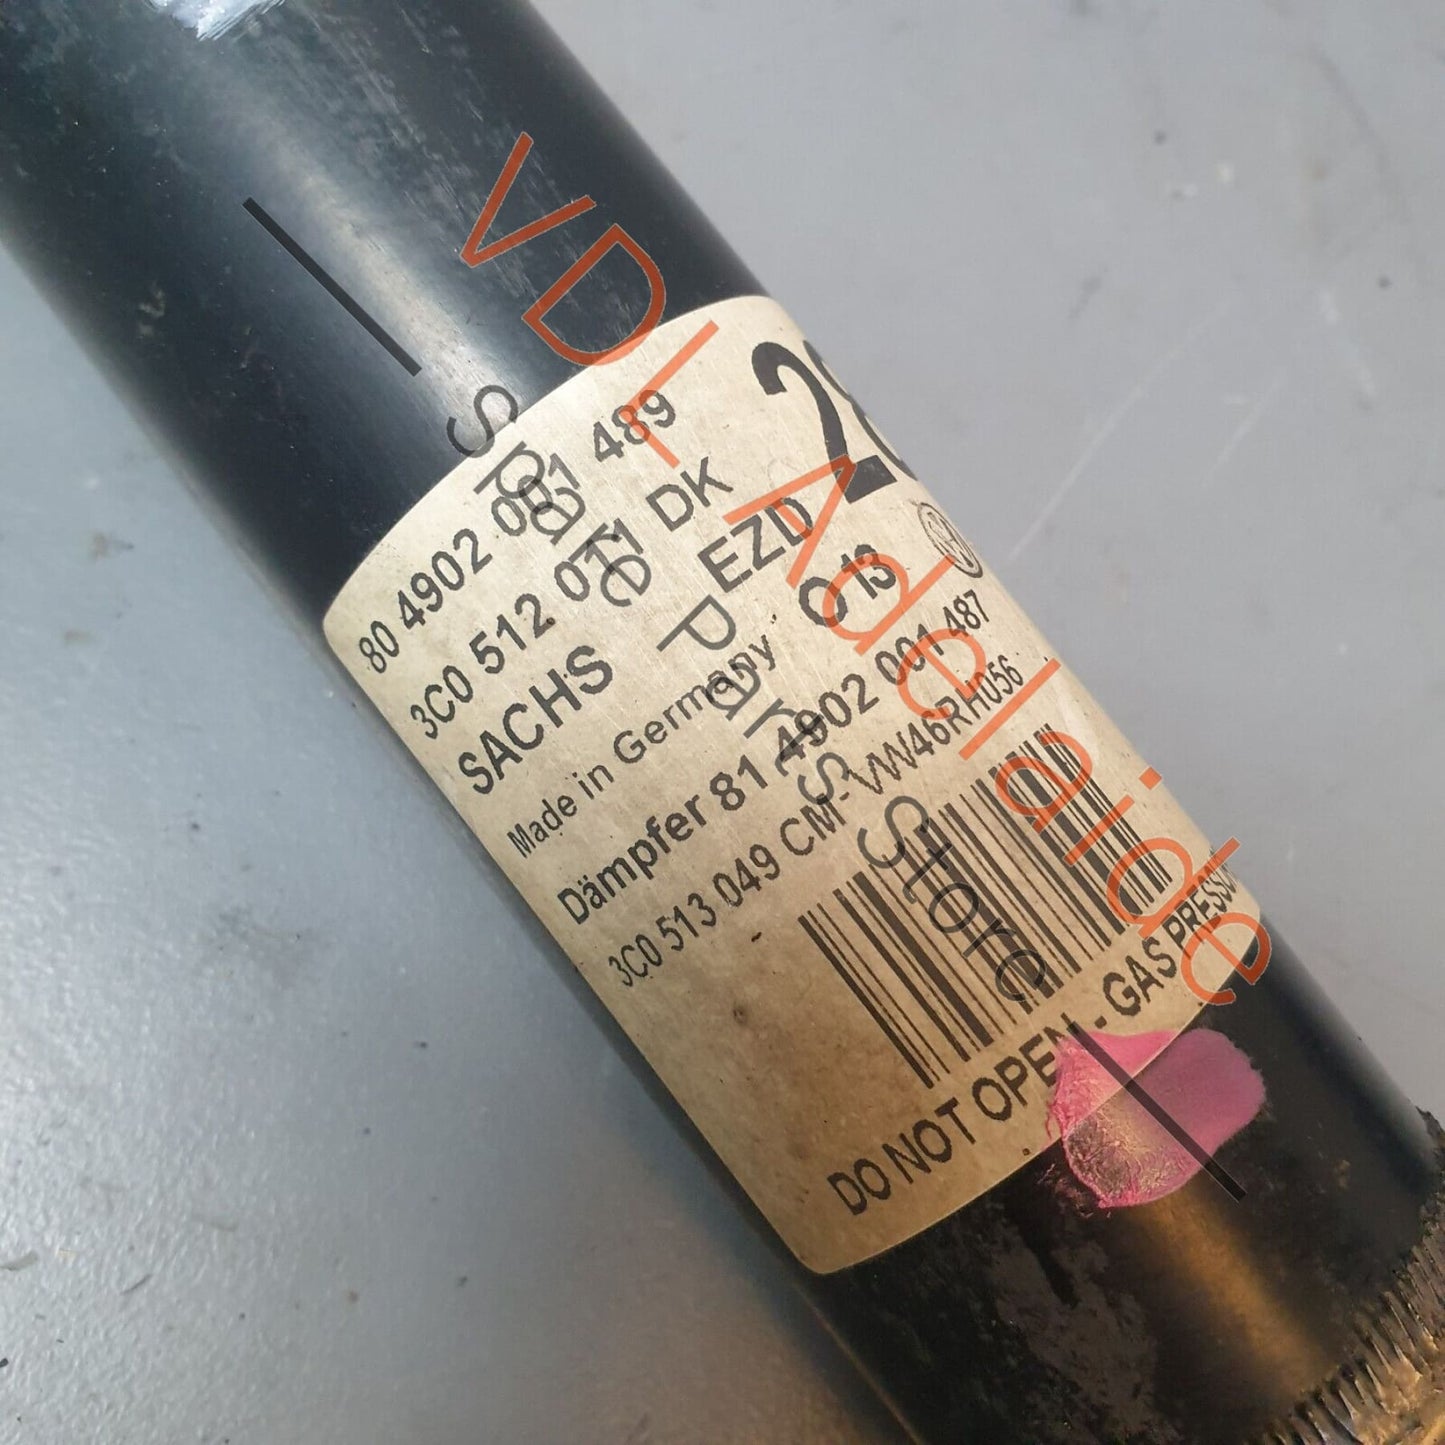 VDL Adelaide
Spare Parts Store
80 4902 001 489
3C0 512 011 DK
SACHS EZD
Made in Germany O 13
Dämpfer 81 4902 001 487
3C0 513 049 CM-VW46RH056
DO NOT OPEN - GAS